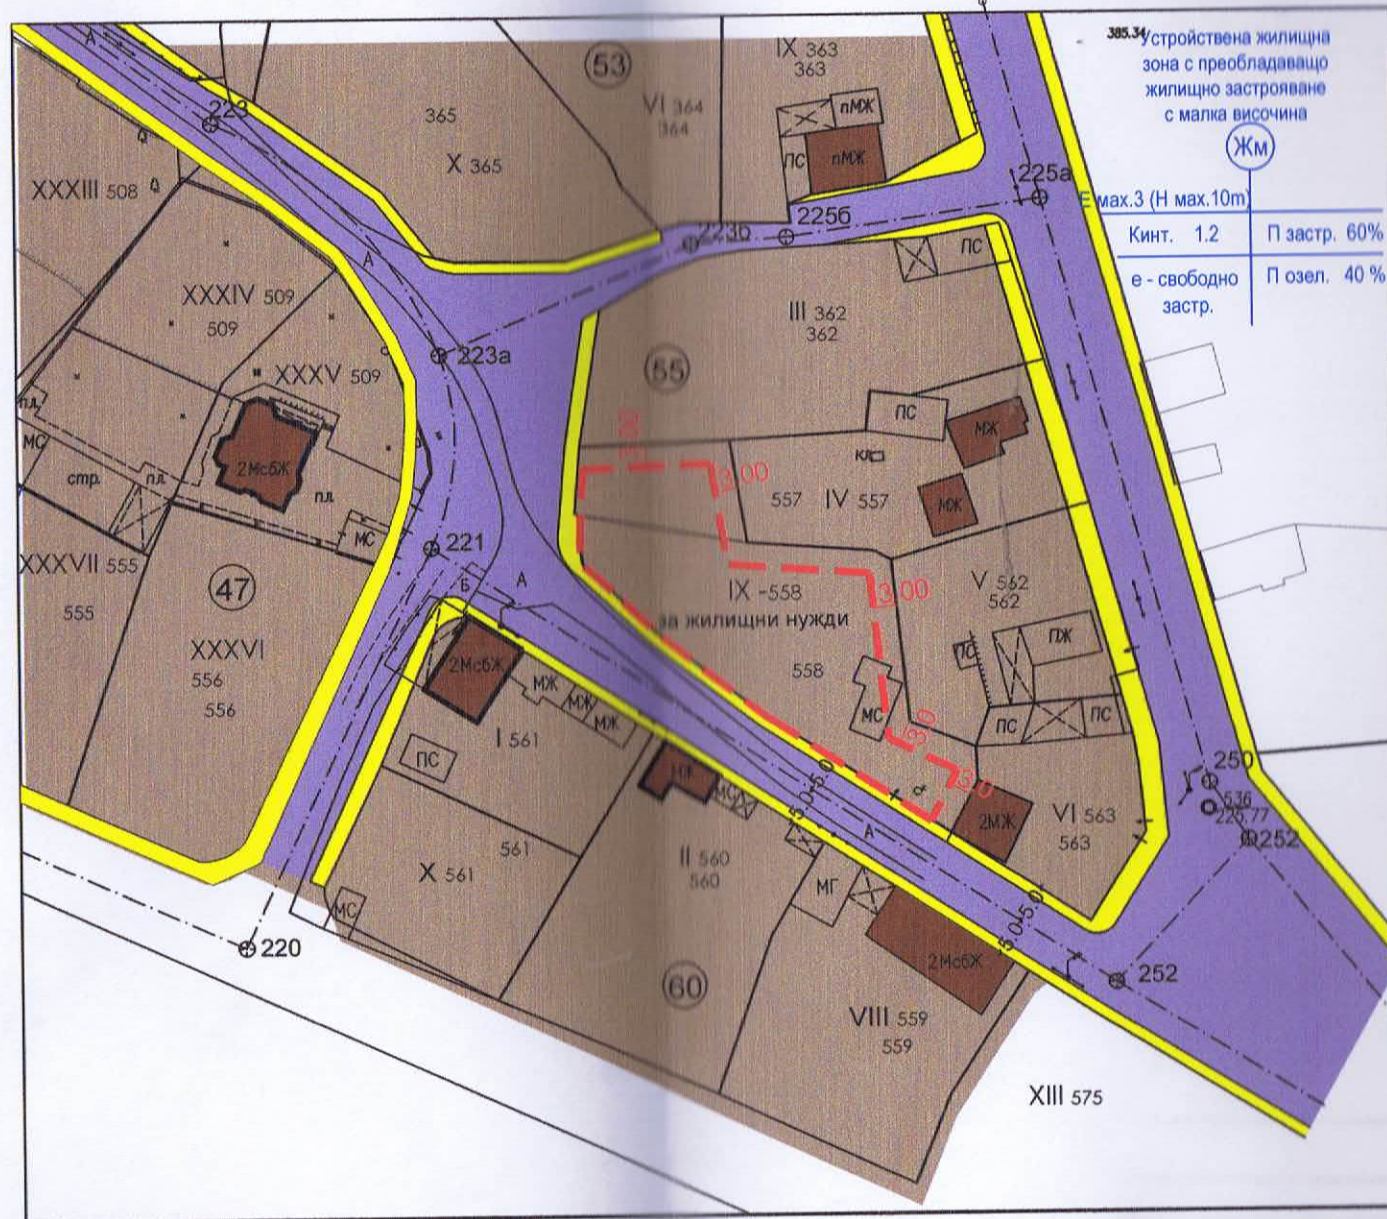 385.34
Устройствена жилищна
зона с преобладаващо
жилищно застрояване
с малка височина
Жм
Е мах.3 (Н мах.10m)
Кинт. 1.2
П застр. 60%
е - свободно
застр.
П озел. 40 %
А
223
53
365
X 365
VI 364
364
IX 363
363
пМЖ
ПС
пМЖ
225а
225б
223б
XXXIII 508
А
XXXIV 509
509
XXXV 509
223а
ПС
III 362
362
55
пл.
МС
стр.
пл.
2МсбЖ
пл.
МС
3.00
3.00
ПС
МЖ
кл
557
IV 557
МЖ
221
XXXVII 555
555
47
XXXVI
556
556
Б
А
2МсбЖ
МЖ
МЖ
МЖ
IX -558
за жилищни нужди
558
3.00
V 562
562
ПС
ПЖ
МС
ПС
ПС
3.0
3.0
I 561
ПС
X 561
561
МС
220
МЖ
МС
II 560
560
60
5.0
5.0
А
МГ
2МЖ
VI 563
563
250
536
225.77
252
2МсбЖ
5.0
5.0
252
VIII 559
559
XIII 575